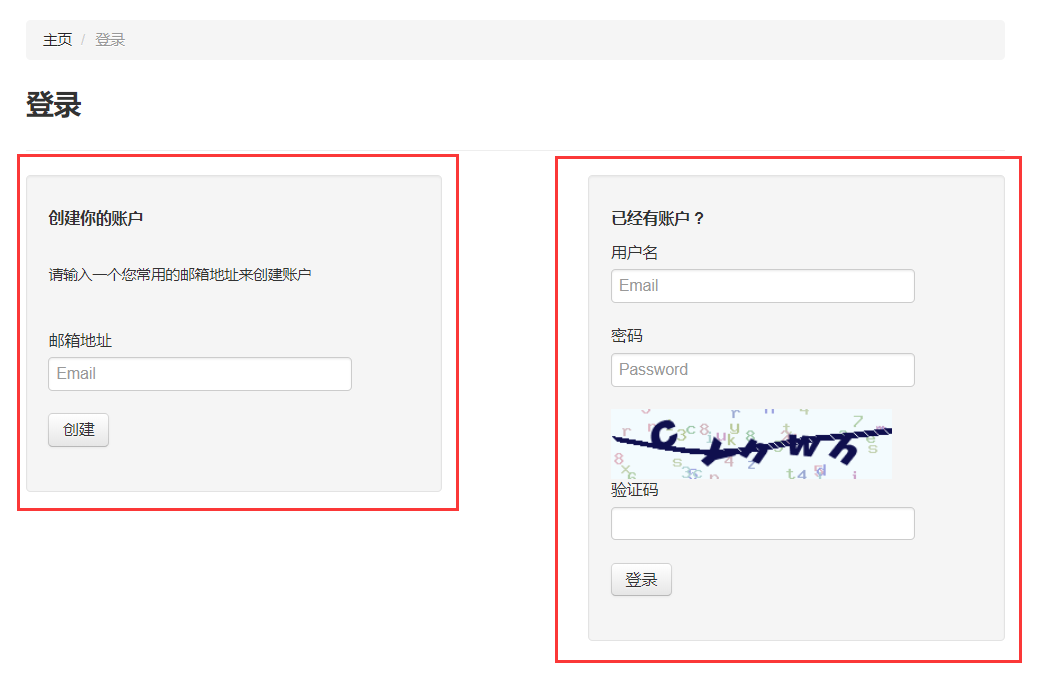 主页 / 登录
登录
创建你的账户
请输入一个您常用的邮箱地址来创建账户
邮箱地址
Email
创建
已经有账户？
用户名
Email
密码
Password
验证码
登录